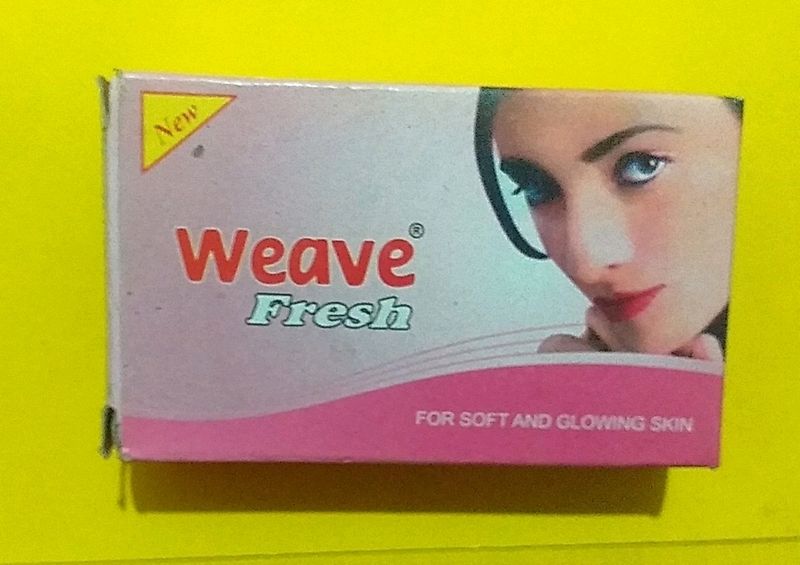 New
Weave®
Fresh
FOR SOFT AND GLOWING SKIN